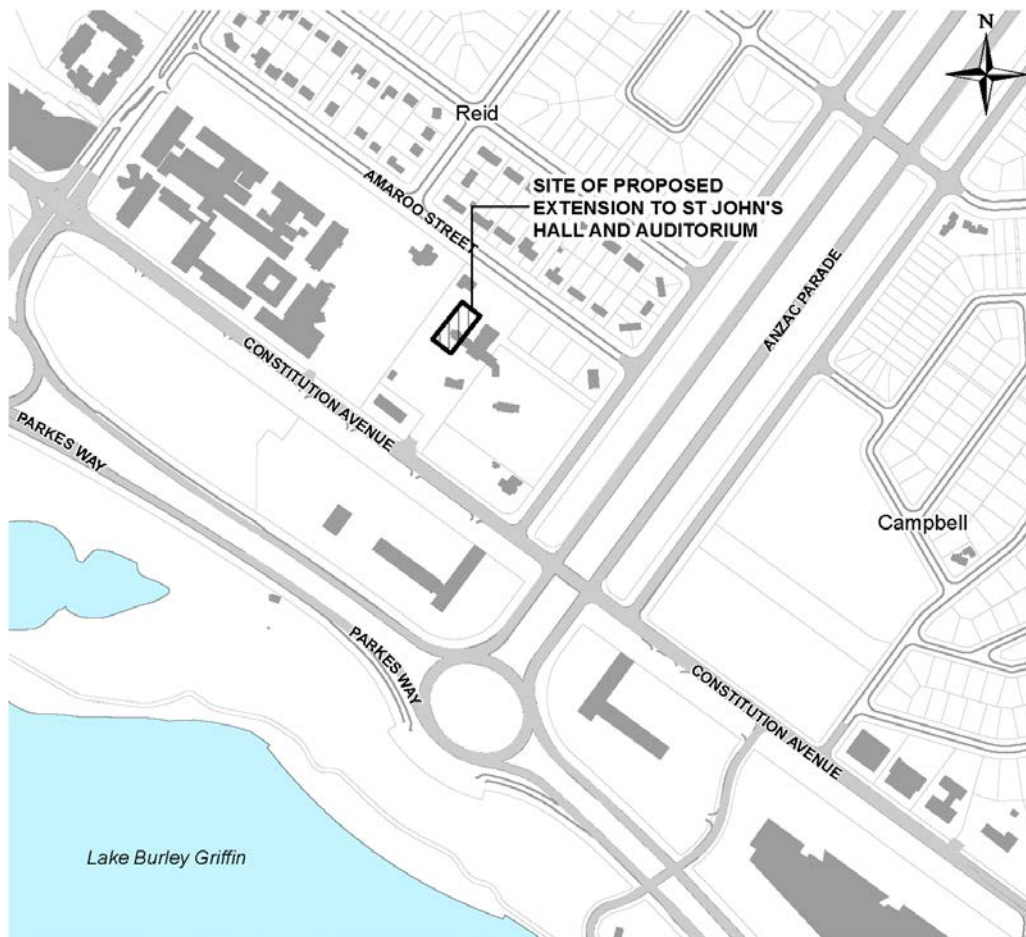 N
Reid
AMAROO STREET
SITE OF PROPOSED
EXTENSION TO ST JOHN'S
HALL AND AUDITORIUM
ANZAC PARADE
CONSTITUTION AVENUE
PARKES WAY
Campbell
PARKES WAY
CONSTITUTION AVENUE
Lake Burley Griffin